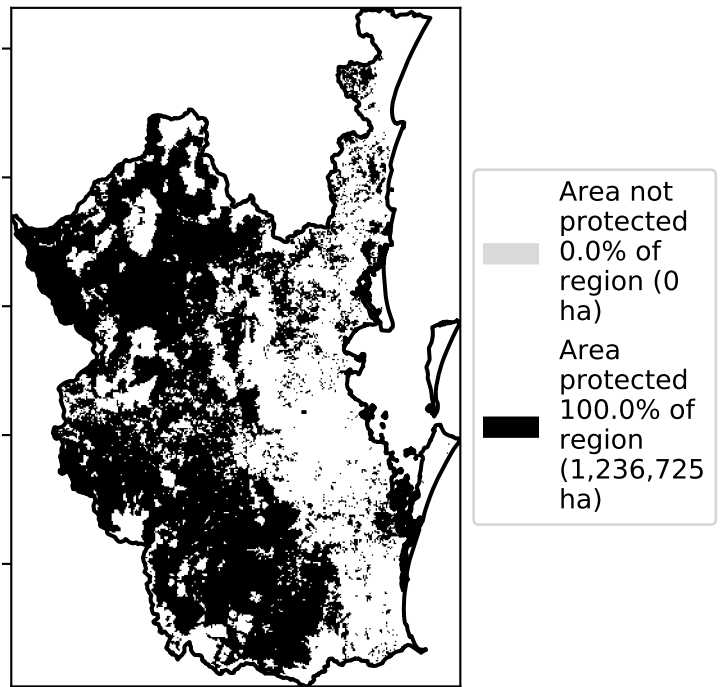 Area not
protected
0.0% of
region (0
ha)
Area
protected
100.0% of
region
(1,236,725
ha)